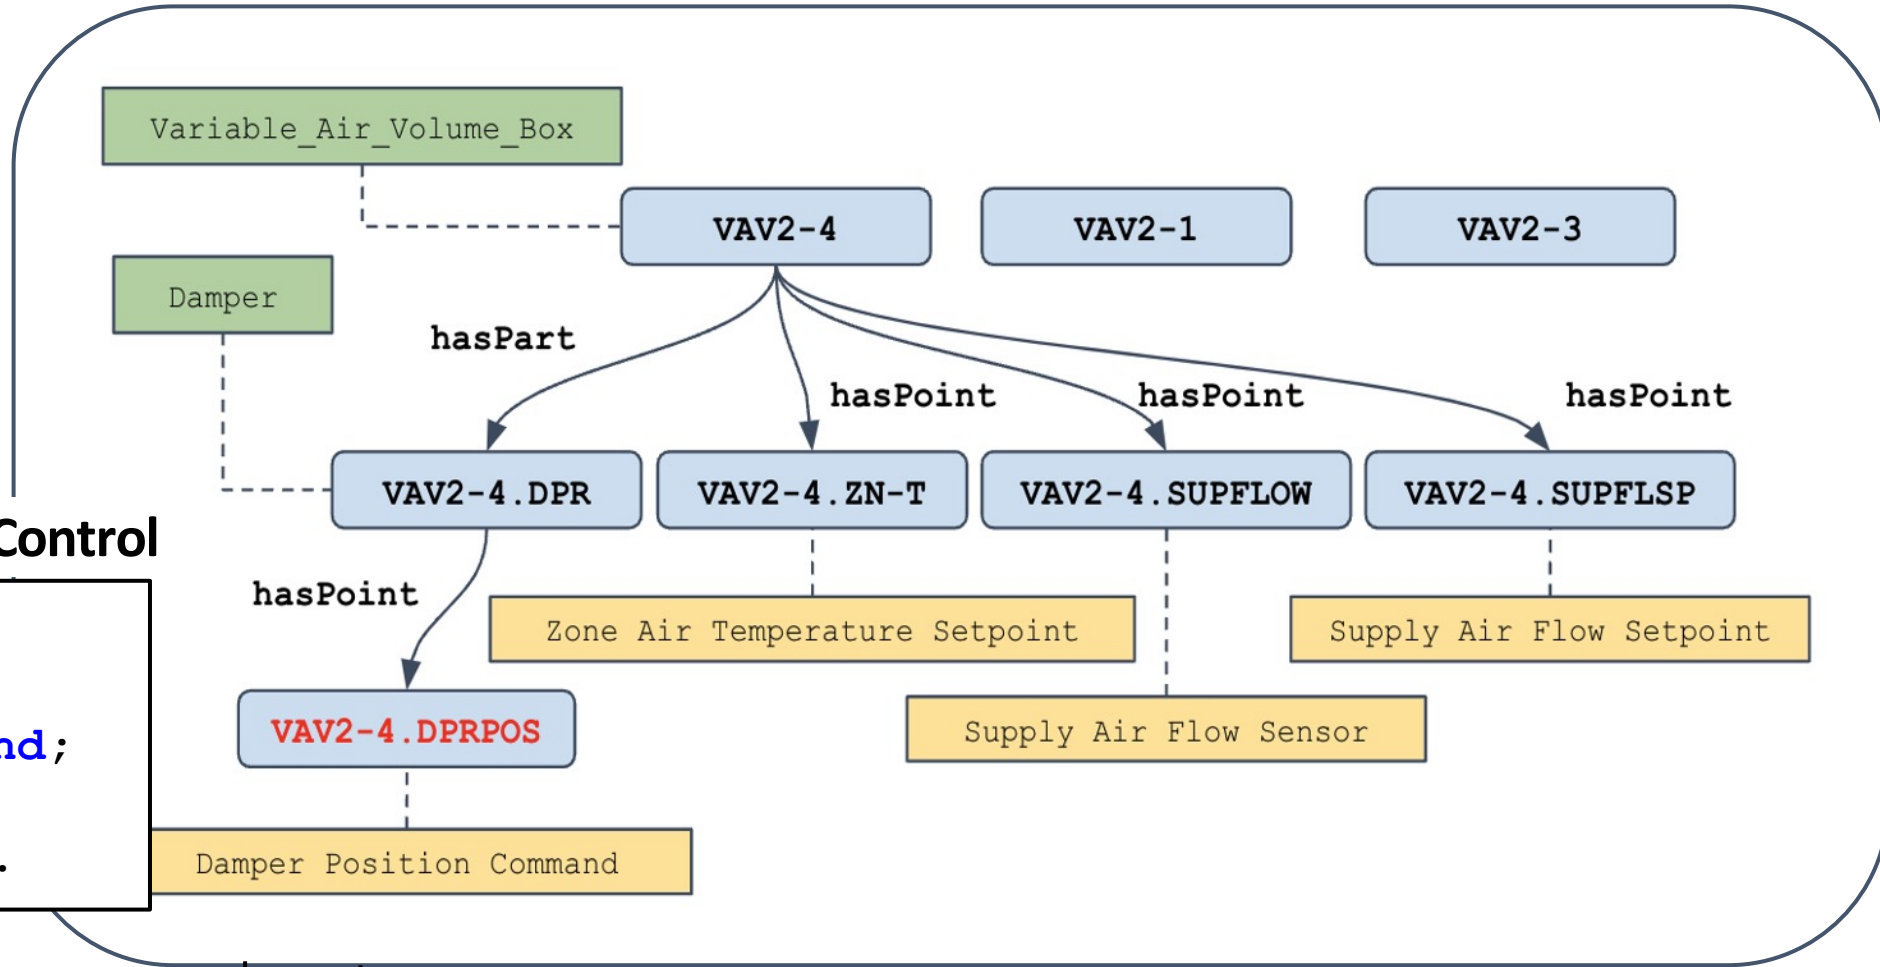 Variable_Air_Volume_Box
VAV2-4
VAV2-1
VAV2-3
Damper
hasPart
hasPoint
hasPoint
hasPoint
VAV2-4.DPR
VAV2-4.ZN-T
VAV2-4.SUPFLOW
VAV2-4.SUPFLSP
Control
hasPoint
Zone Air Temperature Setpoint
Supply Air Flow Setpoint
VAV2-4.DPRPOS
Supply Air Flow Sensor
nd;
.
Damper Position Command